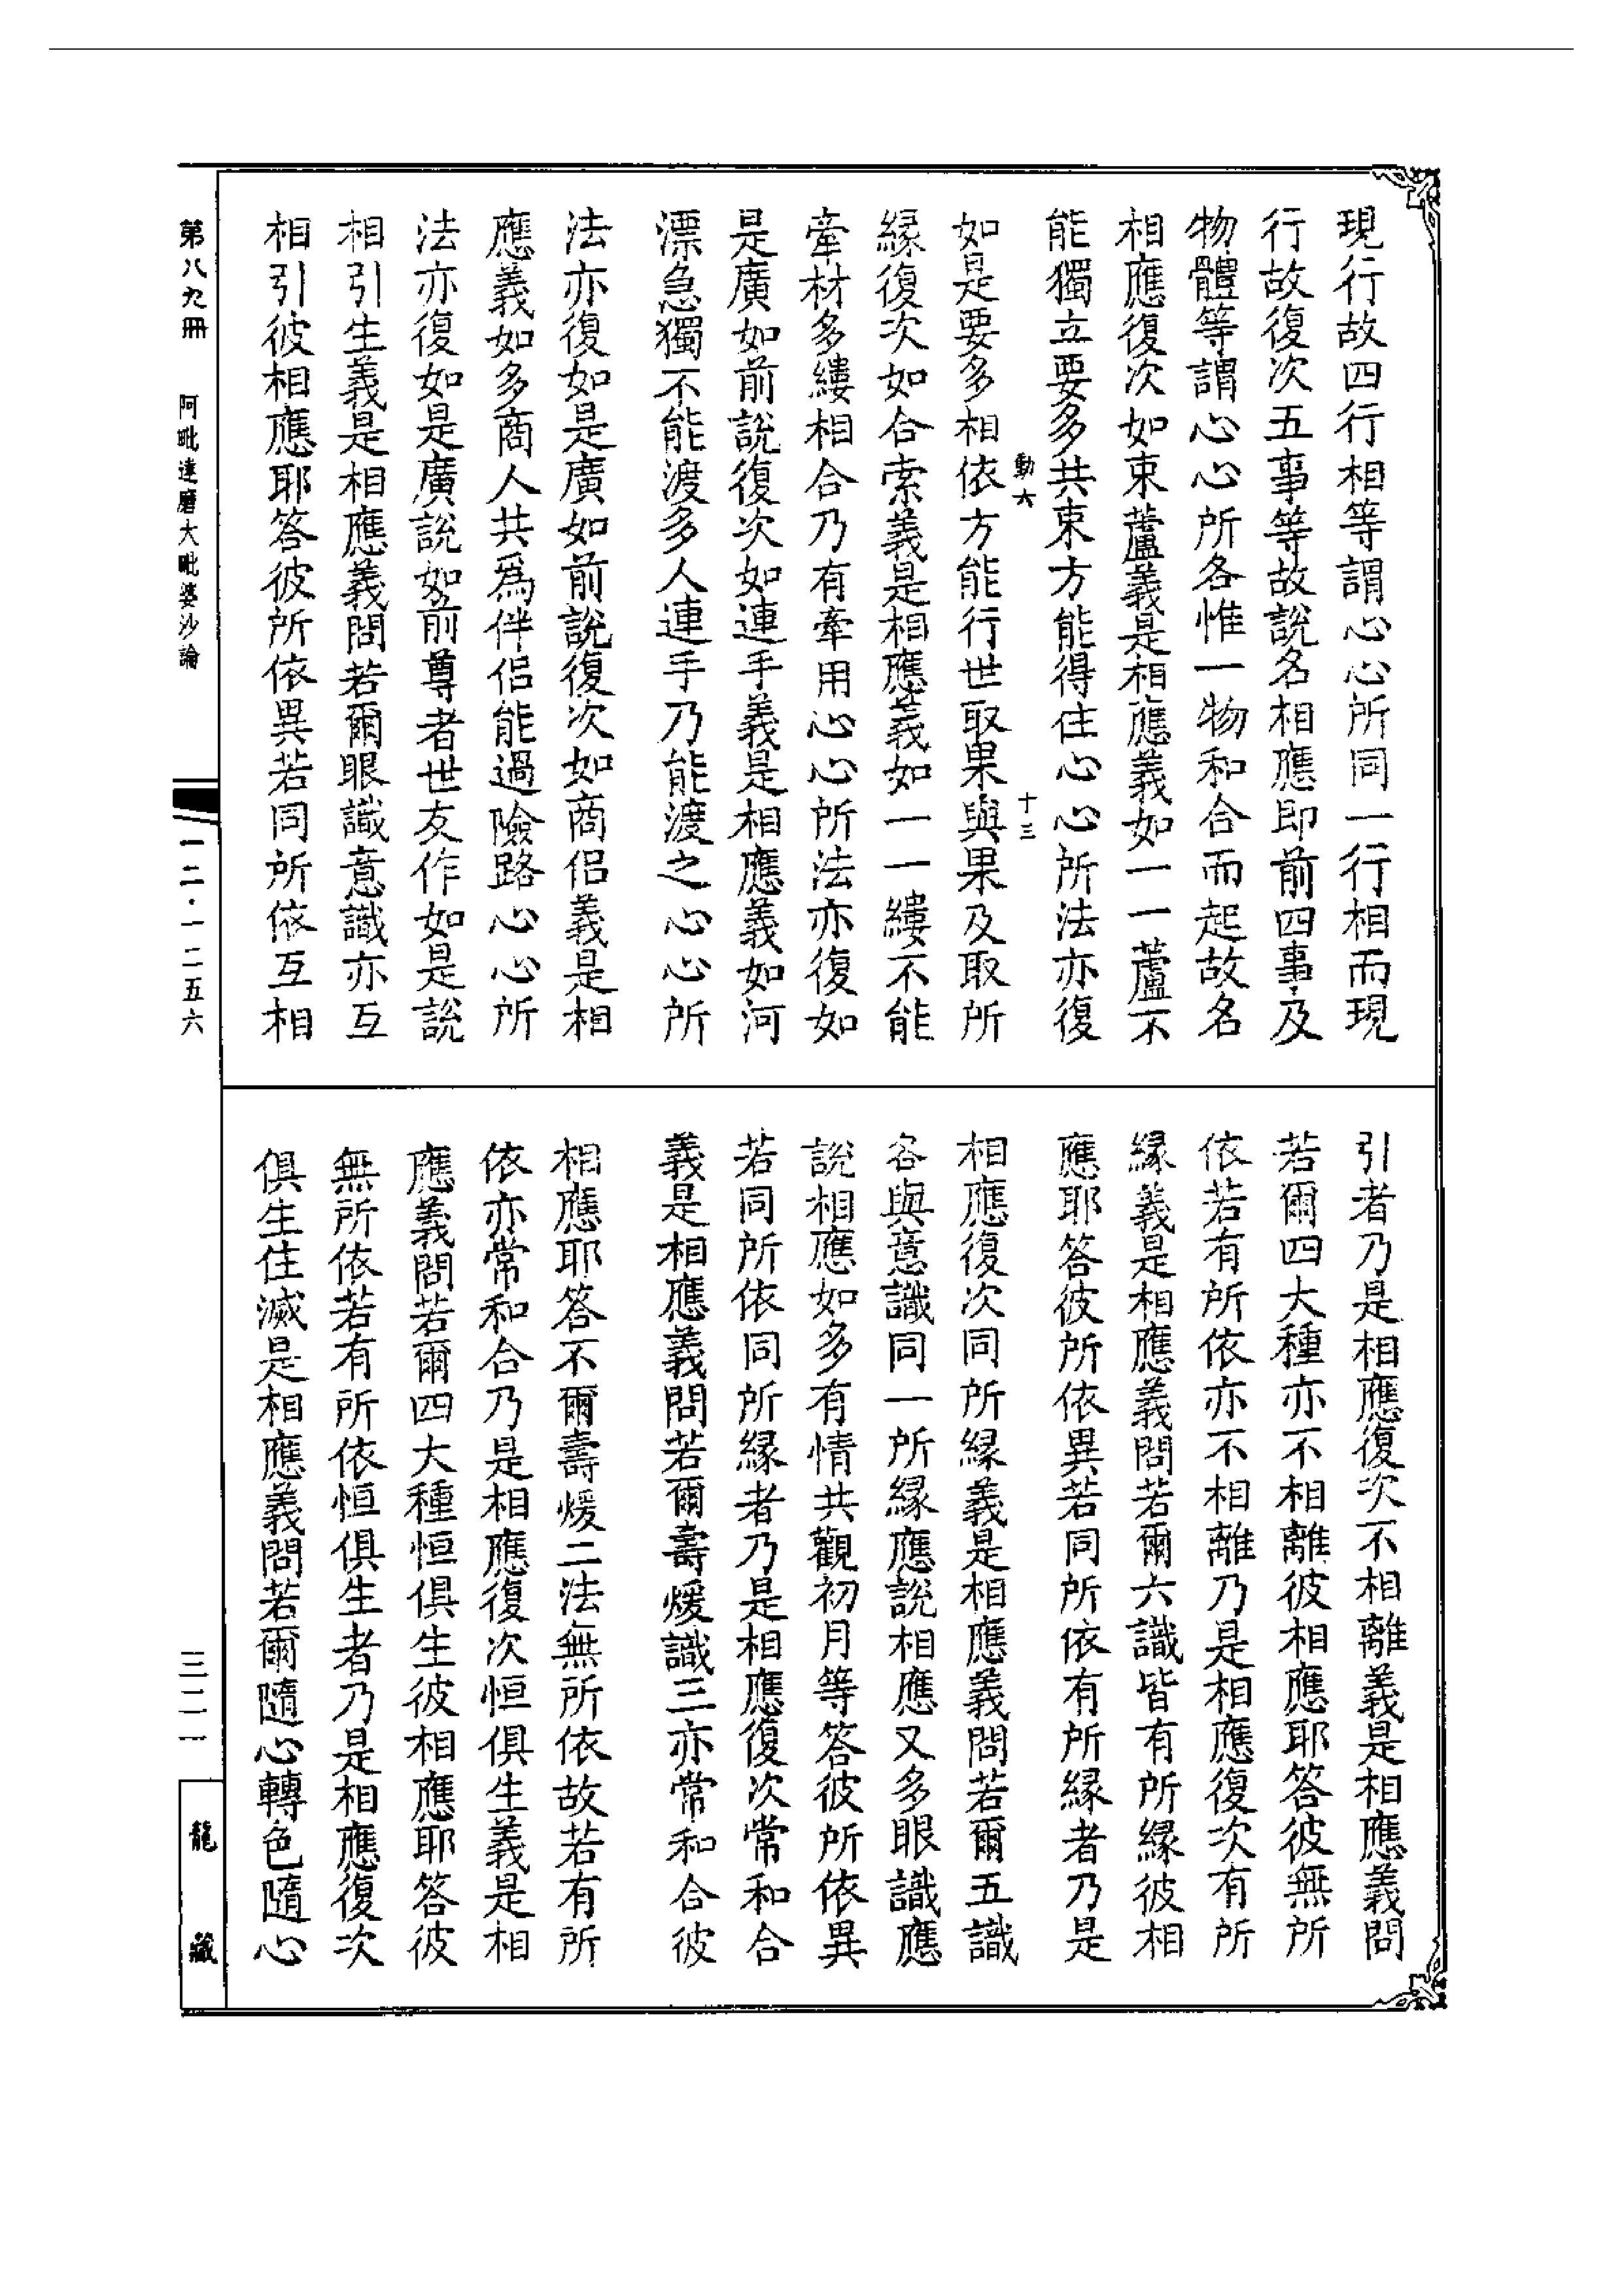 現行故四行相等謂心心所同一行相而現
行故復次五事等故說名相應即前四事及
物體等謂心心所各惟一物和合而起故名
相應復次如束蘆義是相應義如一一蘆不
能獨立要多共束方能得住心心所法亦復
動六
十三
如是要多相依方能行世取果與果及取所
緣復次如合索義是相應義如一一縷不能
牽材多縷相合乃有牽用心心所法亦復如
是廣如前說復次如連手義是相應義如河
漂急獨不能渡多人連手乃能渡之心心所
法亦復如是廣如前說復次如商侶義是相
應義如多商人共爲伴侶能過險路心心所
法亦復如是廣說如前尊者世友作如是說
相引生義是相應義問若爾眼識意識亦互
相引彼相應耶答彼所依異若同所依互相
引者乃是相應復次不相離義是相應義問
若爾四大種亦不相離彼相應耶答彼無所
依若有所依亦不相離乃是相應復次有所
緣義是相應義問若爾六識皆有所緣彼相
應耶答彼所依異若同所依有所緣者乃是
相應復次同所緣義是相應義問若爾五識
各與意識同一所緣應說相應又多眼識應
說相應如多有情共觀初月等答彼所依異
若同所依同所緣者乃是相應復次常和合
義是相應義問若爾壽煖識三亦常和合彼
相應耶答不爾壽煖二法無所依故若有所
依亦常和合乃是相應復次恒俱生義是相
應義問若爾四大種恒俱生彼相應耶答彼
無所依若有所依恒俱生者乃是相應復次
俱生住滅是相應義問若爾隨心轉色隨心
第八九冊 阿毗達磨大毗婆沙論
一二·一二五六
三二一
龍藏